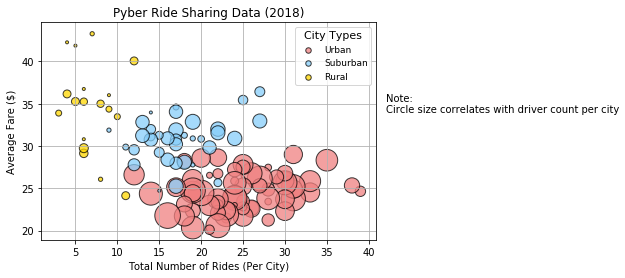 Pyber Ride Sharing Data (2018)
City Types
Urban
Suburban
Rural
Average Fare ($)
40
35
30
25
20
Note:
Circle size correlates with driver count per city
5 10 15 20 25 30 35 40
Total Number of Rides (Per City)